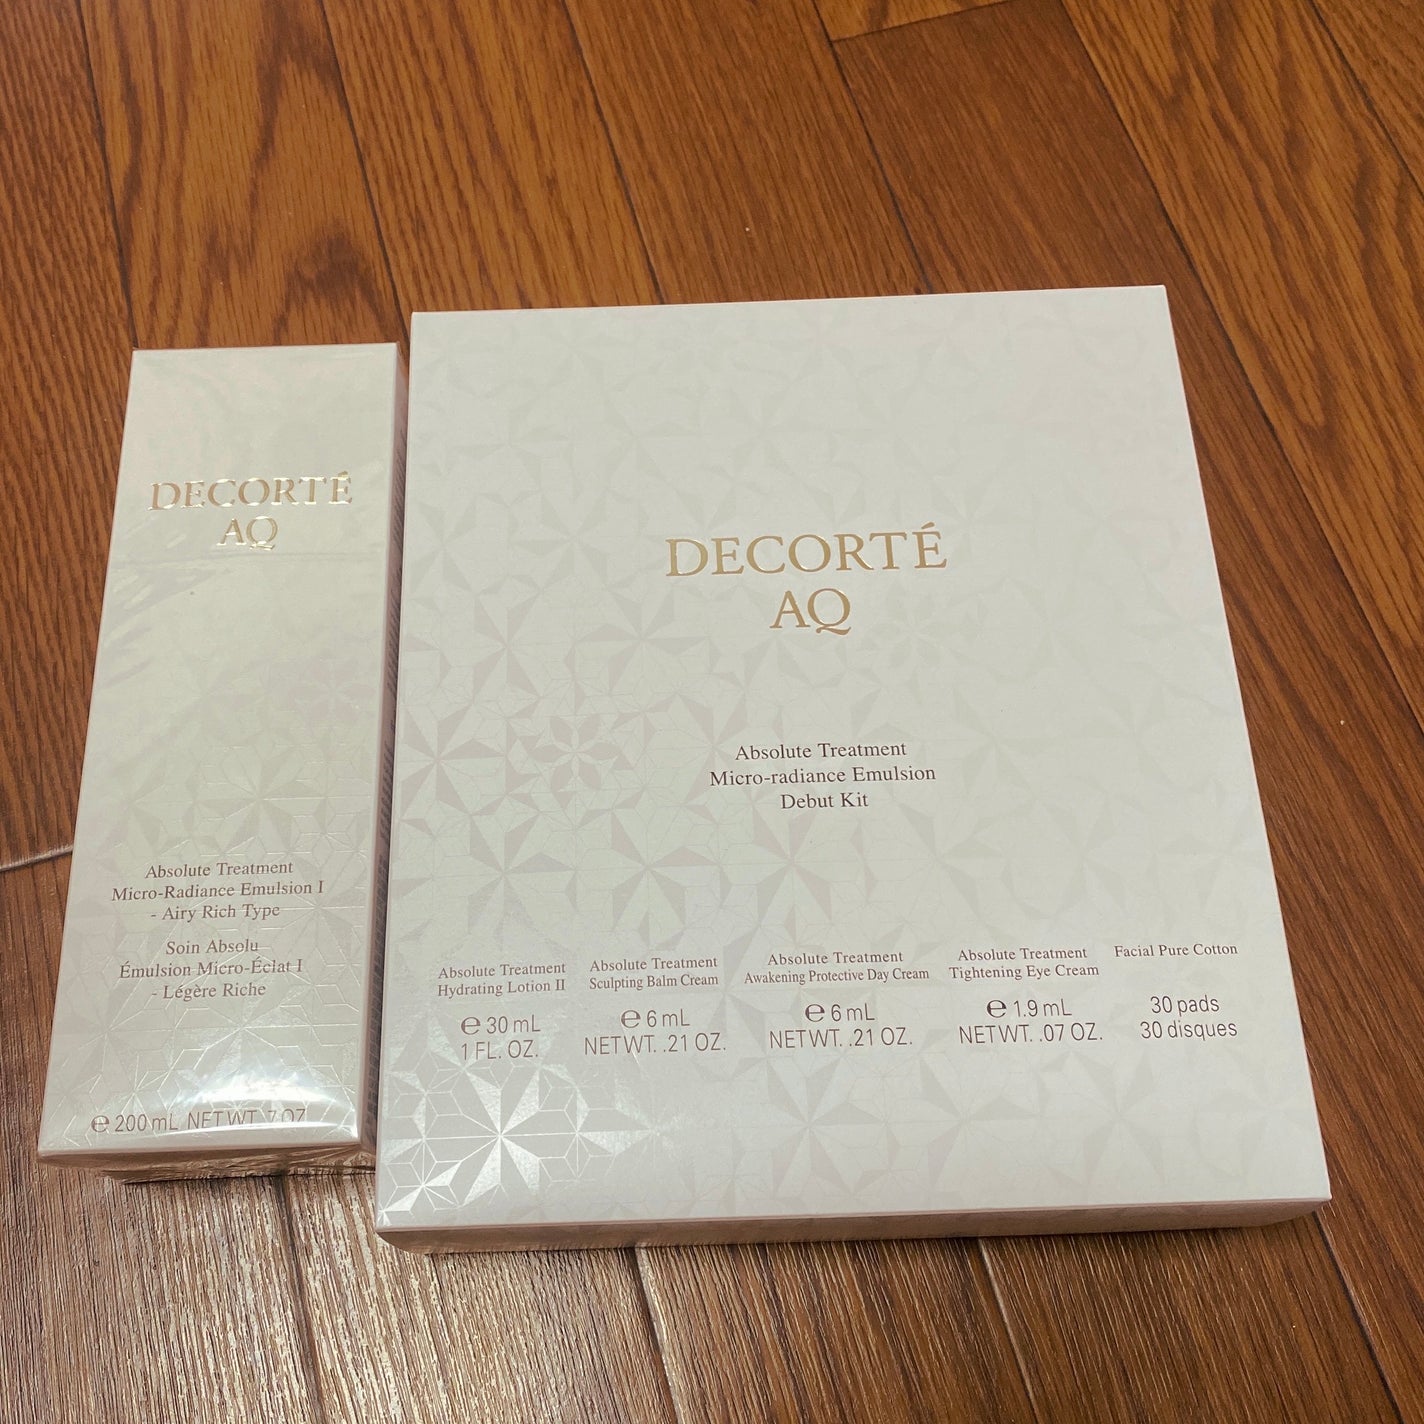 DECORTÉ
AQ
Absolute Treatment
Micro-Radiance Emulsion I
- Airy Rich Type
Soin Absolu
Émulsion Micro-Éclat I
- Légère Riche
℮ 200 mL NET WT. 7 OZ.
DECORTÉ
AQ
Absolute Treatment
Micro-radiance Emulsion
Debut Kit
Absolute Treatment
Hydrating Lotion II
℮ 30 mL
1 FL. OZ.
Absolute Treatment
Sculpting Balm Cream
℮ 6 mL
NET WT. .21 OZ.
Absolute Treatment
Awakening Protective Day Cream
℮ 6 mL
NET WT. .21 OZ.
Absolute Treatment
Tightening Eye Cream
℮ 1.9 mL
NET WT. .07 OZ.
Facial Pure Cotton
30 pads
30 disques